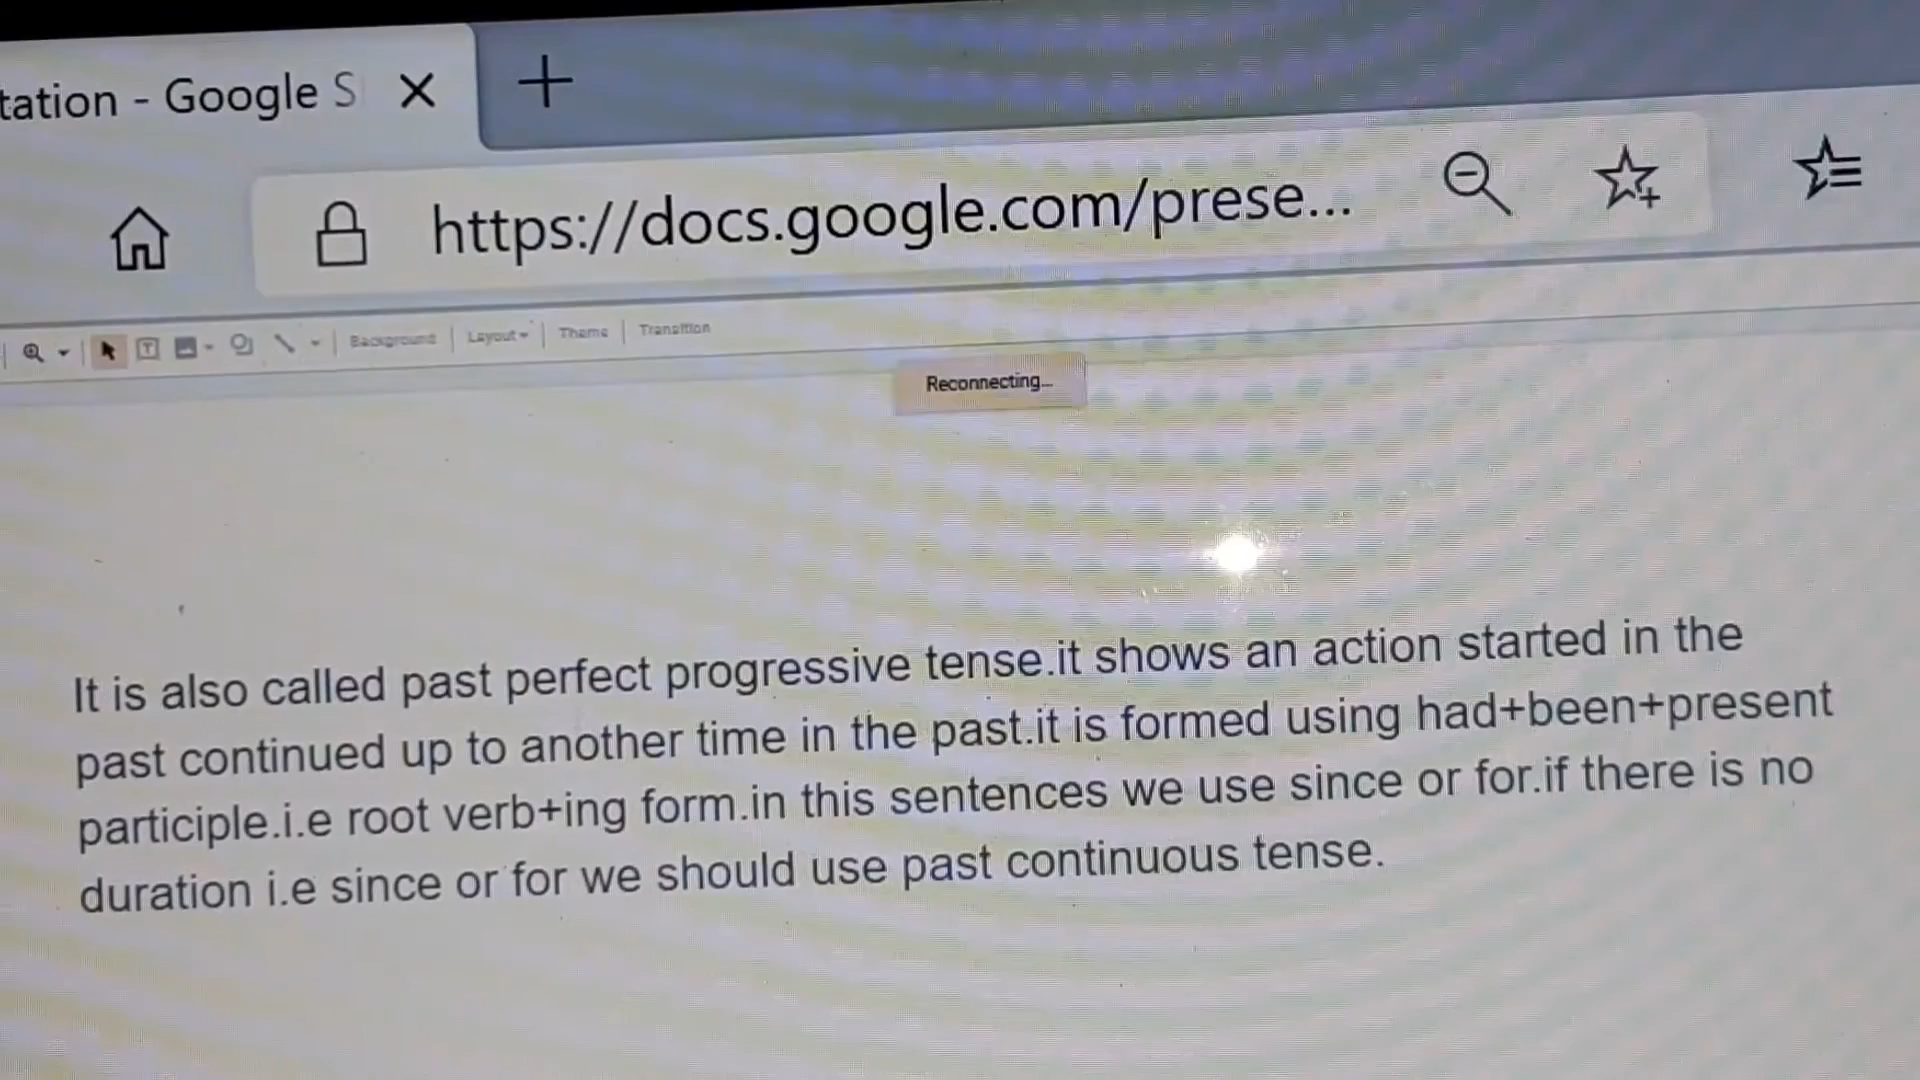 tation - Google S
https://docs.google.com/prese...
Background Layout Theme Transition
Reconnecting...
It is also called past perfect progressive tense.it shows an action started in the
past continued up to another time in the past.it is formed using had+been+present
participle.i.e root verb+ing form.in this sentences we use since or for.if there is no
duration i.e since or for we should use past continuous tense.